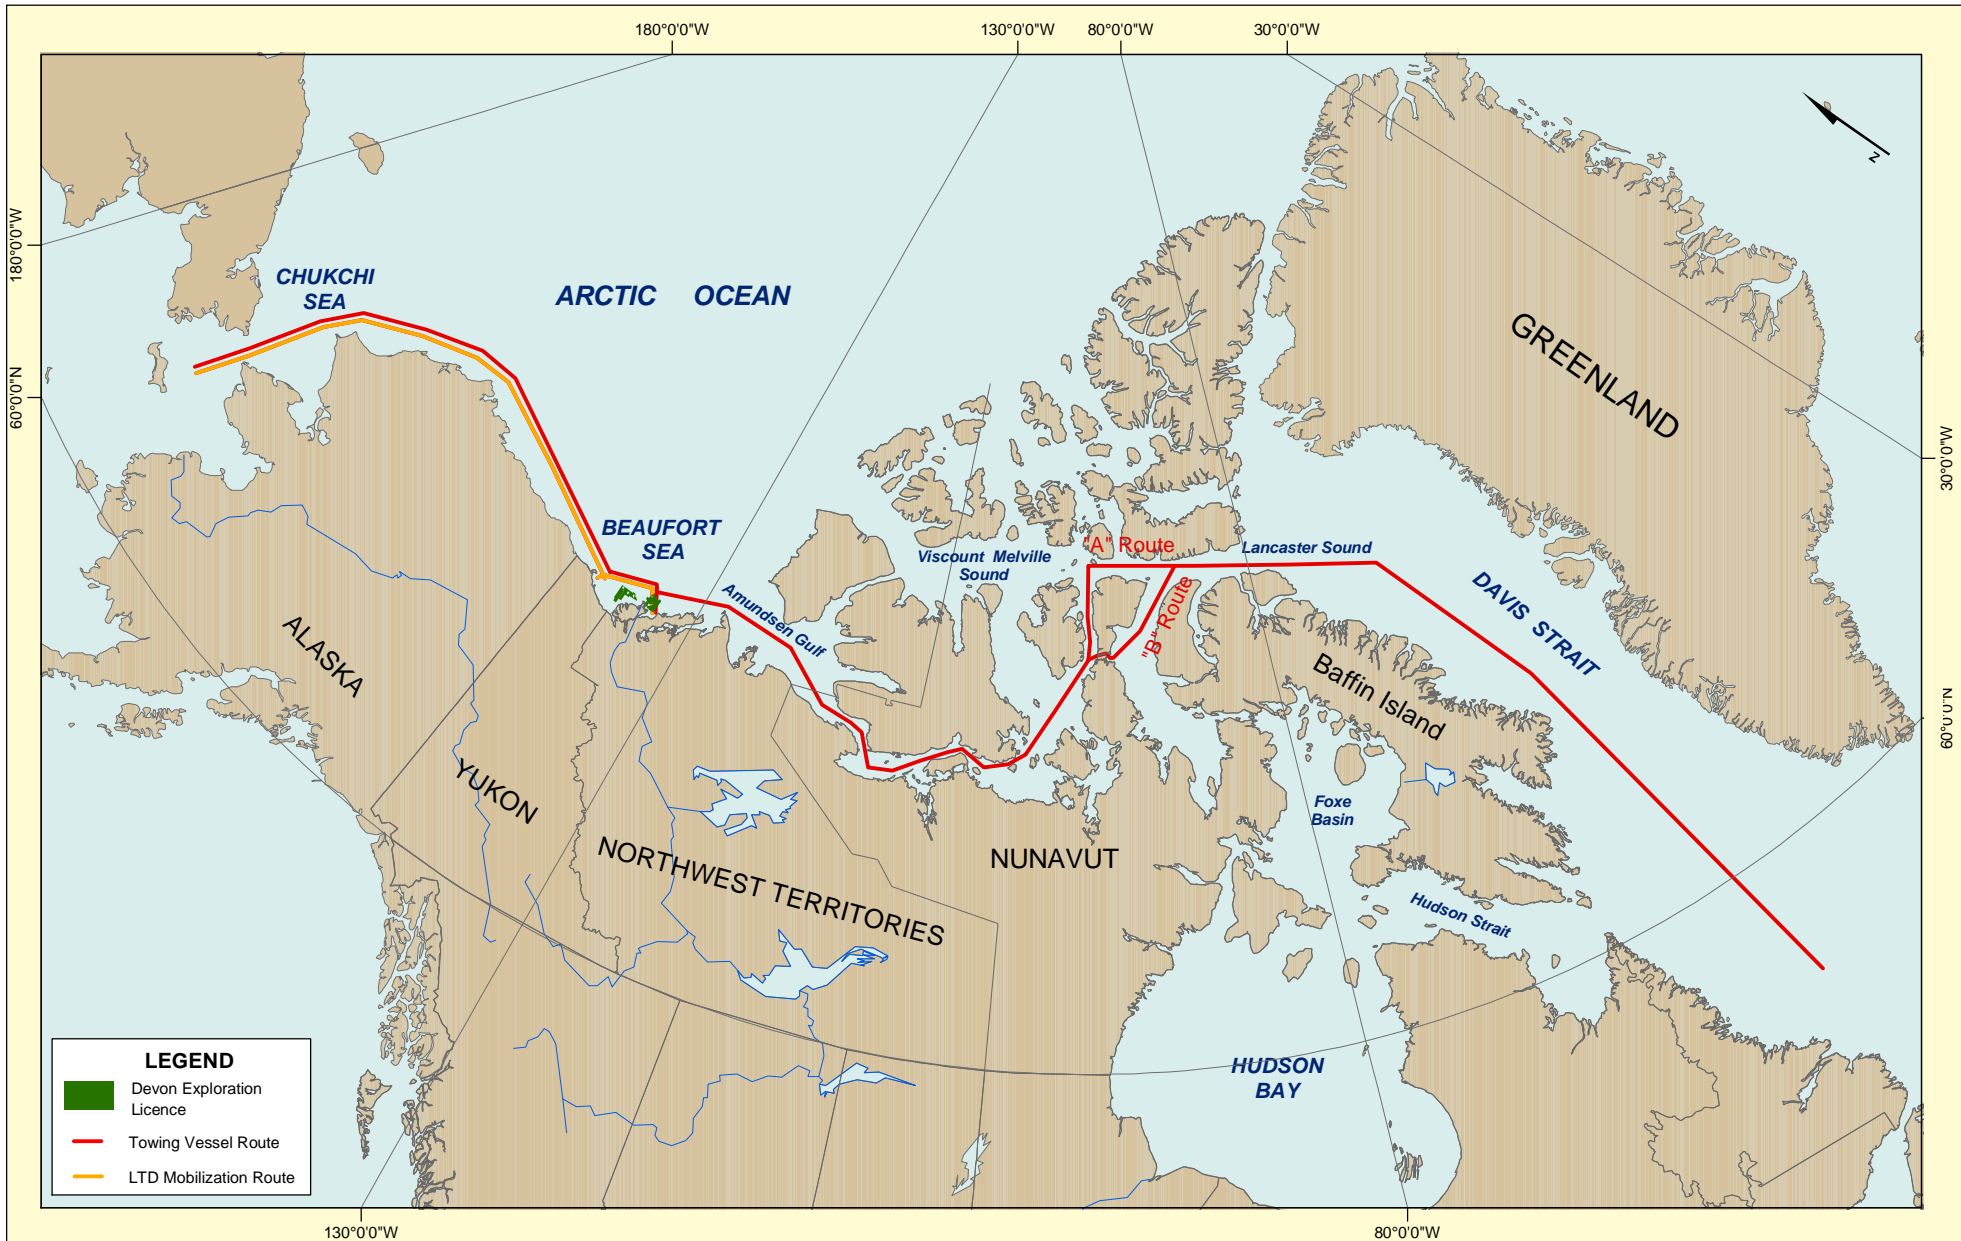 180°0'0"W
130°0'0"W
80°0'0"W
30°0'0"W
N
180°0'0"W
CHUKCHI
SEA
ARCTIC OCEAN
GREENLAND
60°0'0"N
30°0'0"W
BEAUFORT
SEA
Viscount Melville
Sound
"A" Route
Lancaster Sound
"B" Route
DAVIS STRAIT
Amundsen Gulf
ALASKA
Baffin Island
60°0'0"N
YUKON
Foxe
Basin
NORTHWEST TERRITORIES
NUNAVUT
Hudson Strait
HUDSON
BAY
LEGEND
Devon Exploration
Licence
Towing Vessel Route
LTD Mobilization Route
130°0'0"W
80°0'0"W